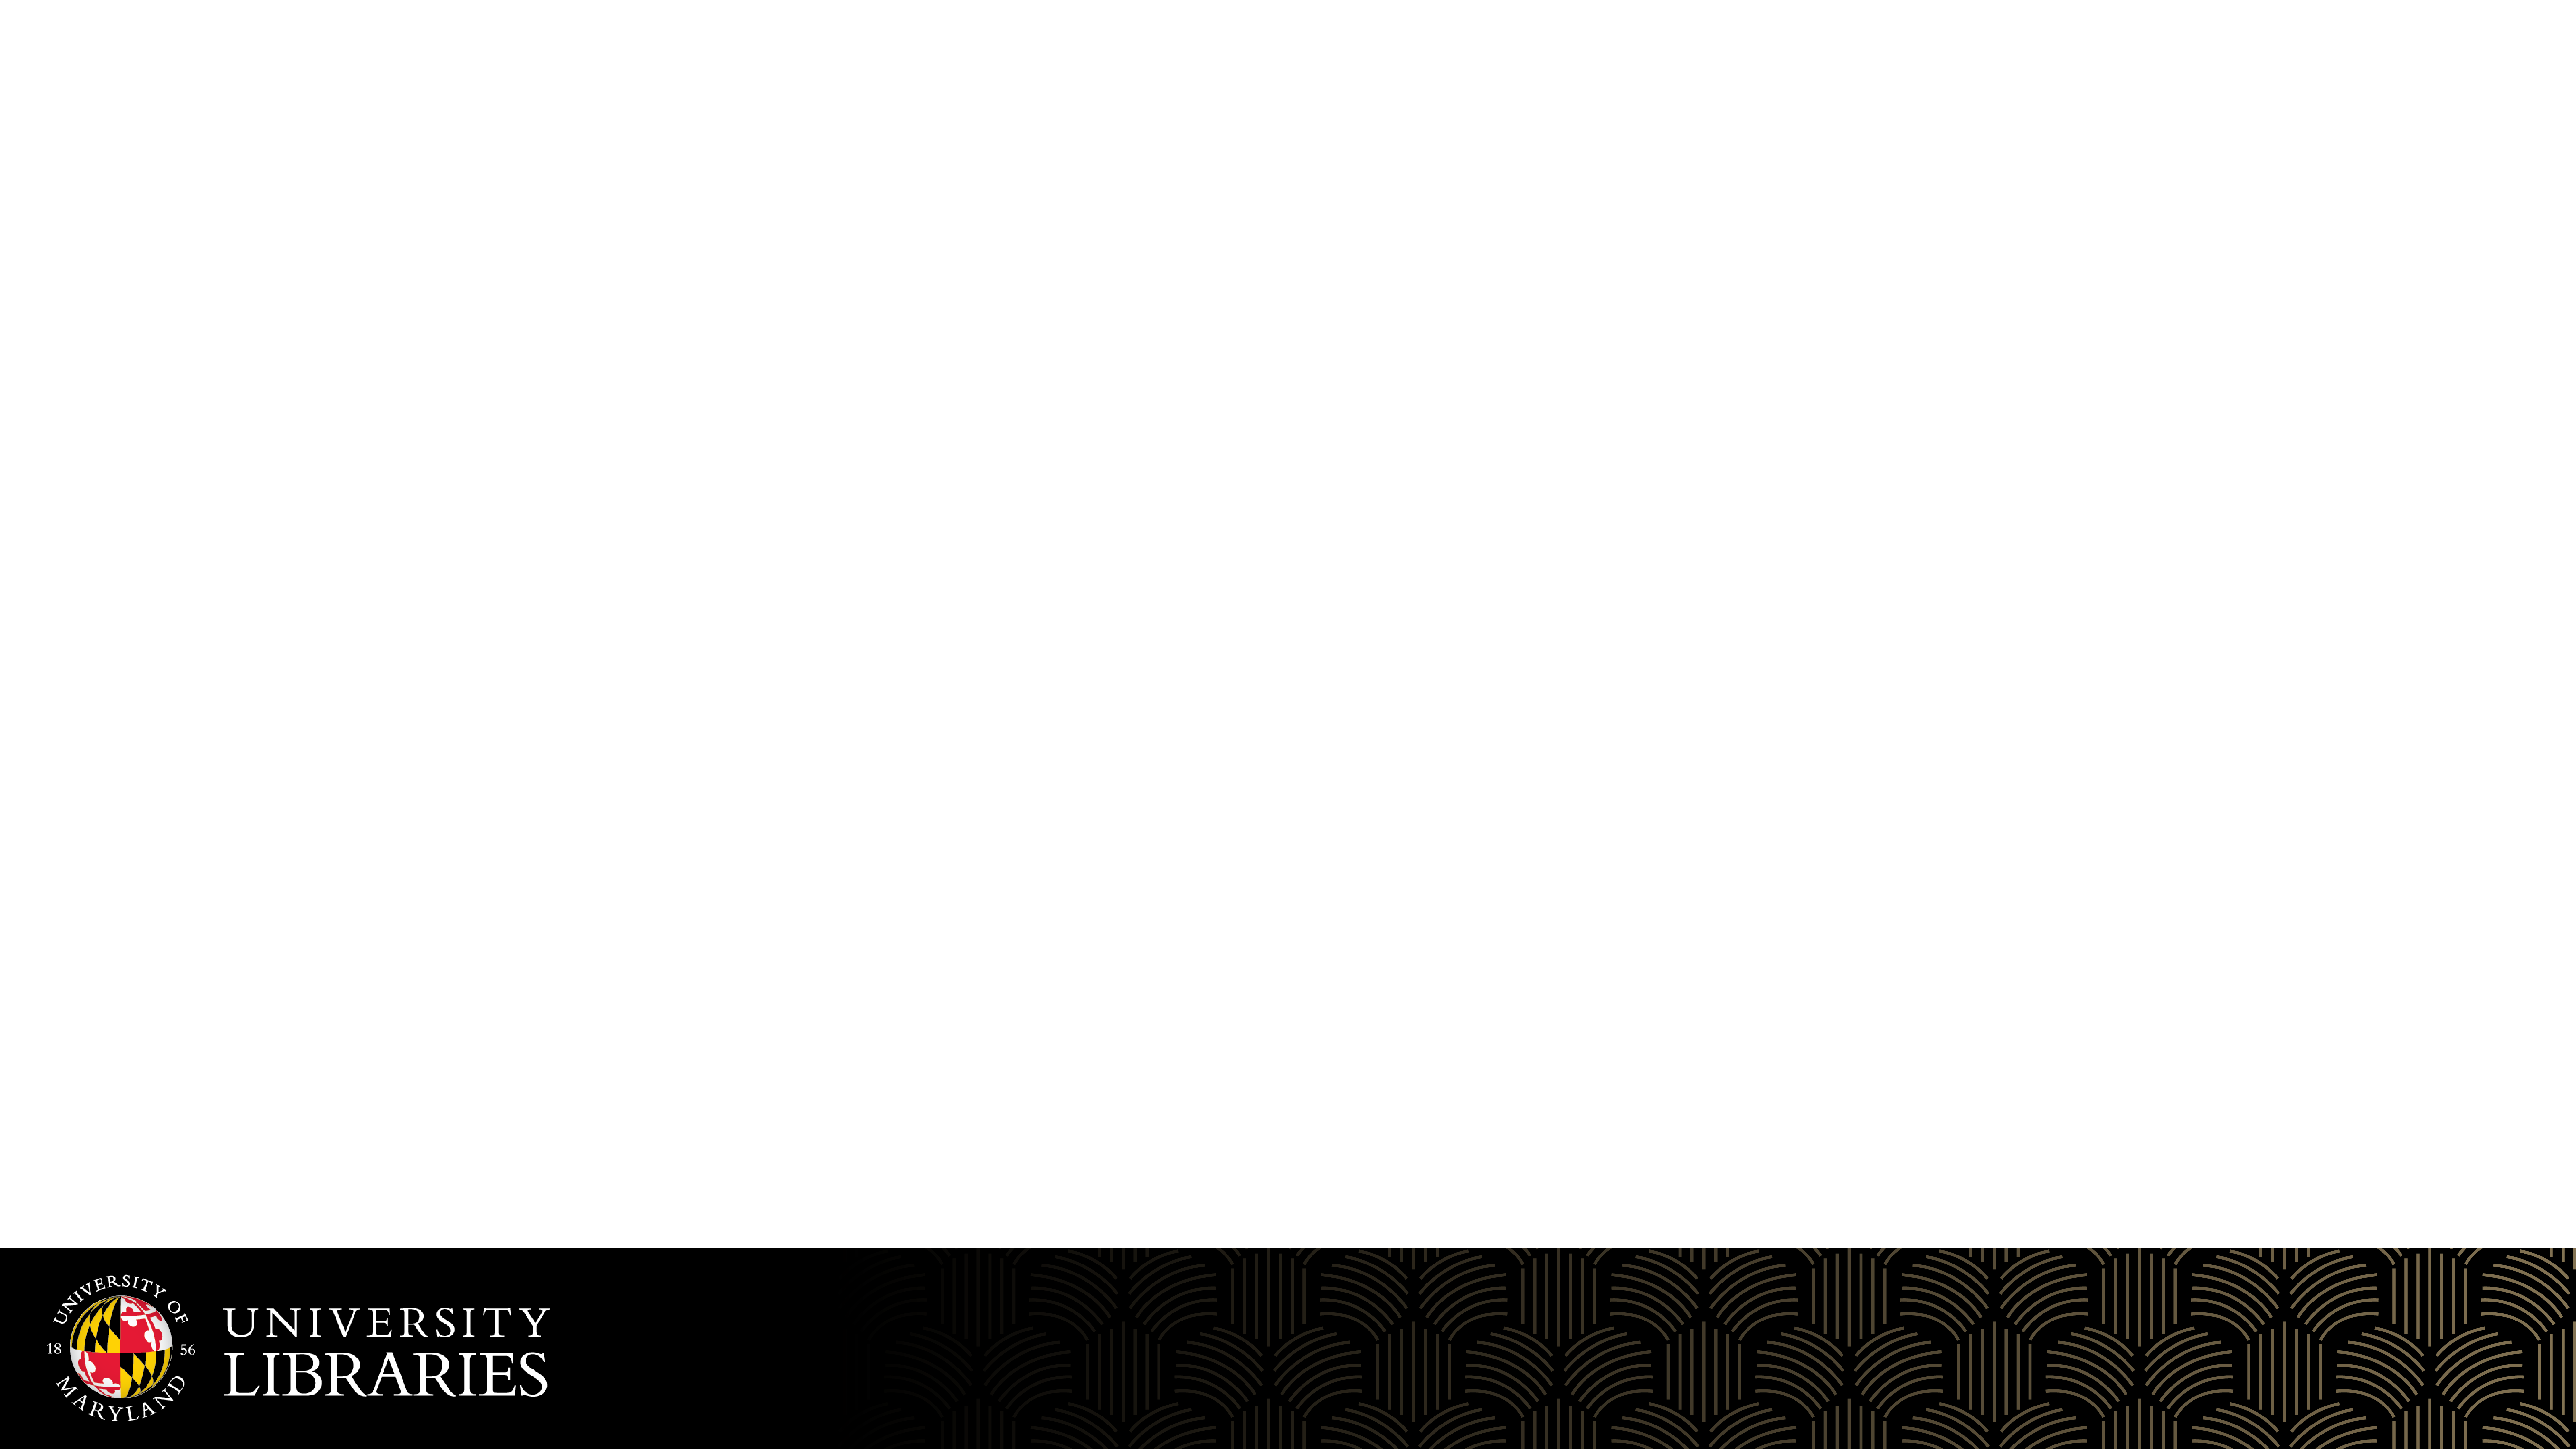 UNIVERSITY OF
18 56
MARYLAND
UNIVERSITY
LIBRARIES